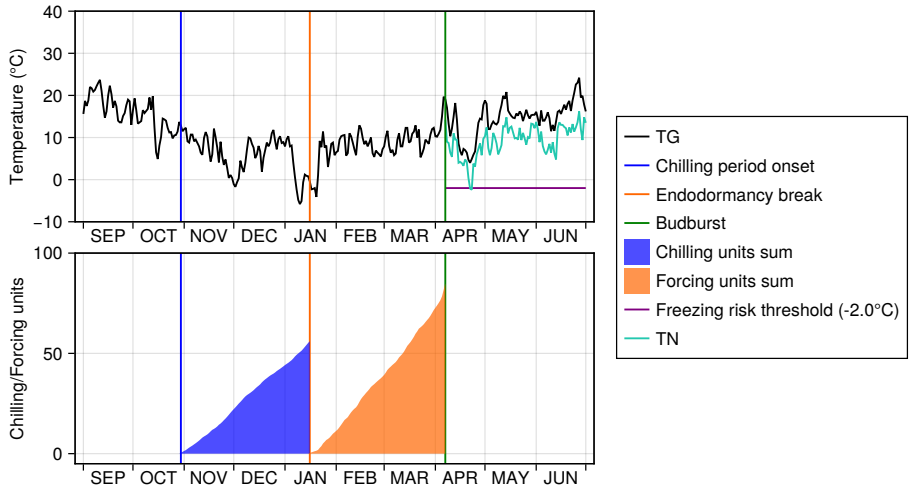 40
30
20
10
0
−10
Temperature (°C)
SEP OCT NOV DEC JAN FEB MAR APR MAY JUN
100
50
0
Chilling/Forcing units
SEP OCT NOV DEC JAN FEB MAR APR MAY JUN
TG
Chilling period onset
Endodormancy break
Budburst
Chilling units sum
Forcing units sum
Freezing risk threshold (-2.0°C)
TN